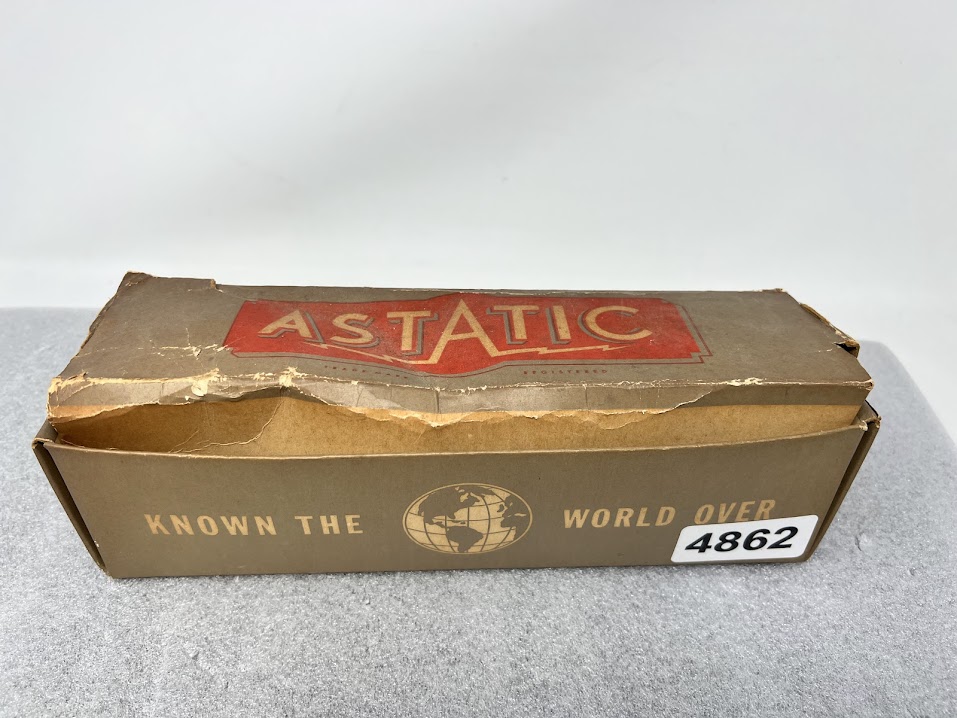 ASTATIC
REGISTERED
KNOWN THE WORLD OVER
4862